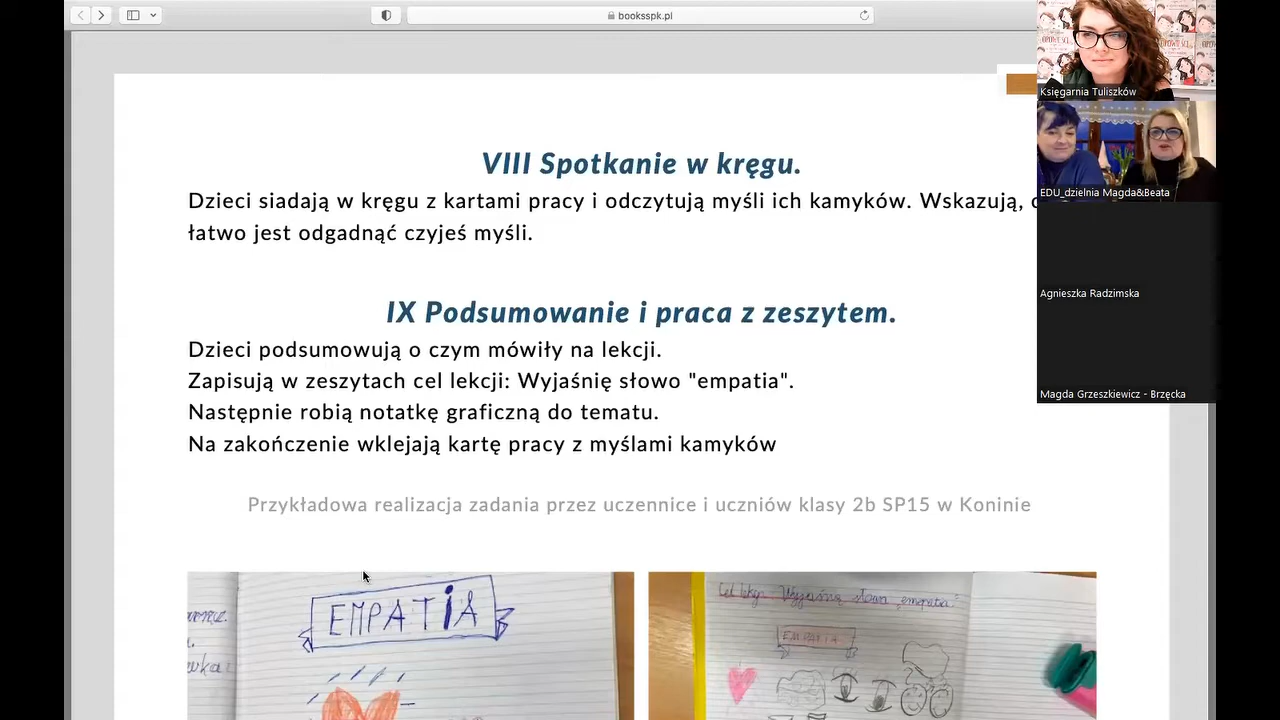 booksspk.pl
VIII Spotkanie w kręgu.
Dzieci siadają w kręgu z kartami pracy i odczytują myśli ich kamyków. Wskazują,
łatwo jest odgadnąć czyjeś myśli.
IX Podsumowanie i praca z zeszytem.
Dzieci podsumowują o czym mówiły na lekcji.
Zapisują w zeszytach cel lekcji: Wyjaśnię słowo "empatia".
Następnie robią notatkę graficzną do tematu.
Na zakończenie wklejają kartę pracy z myślami kamyków
Przykładowa realizacja zadania przez uczennice i uczniów klasy 2b SP15 w Koninie
EMPATIA
Cel lekcji: Wyjaśnię słowo „empatia”
EMPATIA
Księgarnia Tuliszków
EDU_dzielnia Magda&Beata
Agnieszka Radzimska
Magda Grzeszkiewicz - Brzęcka